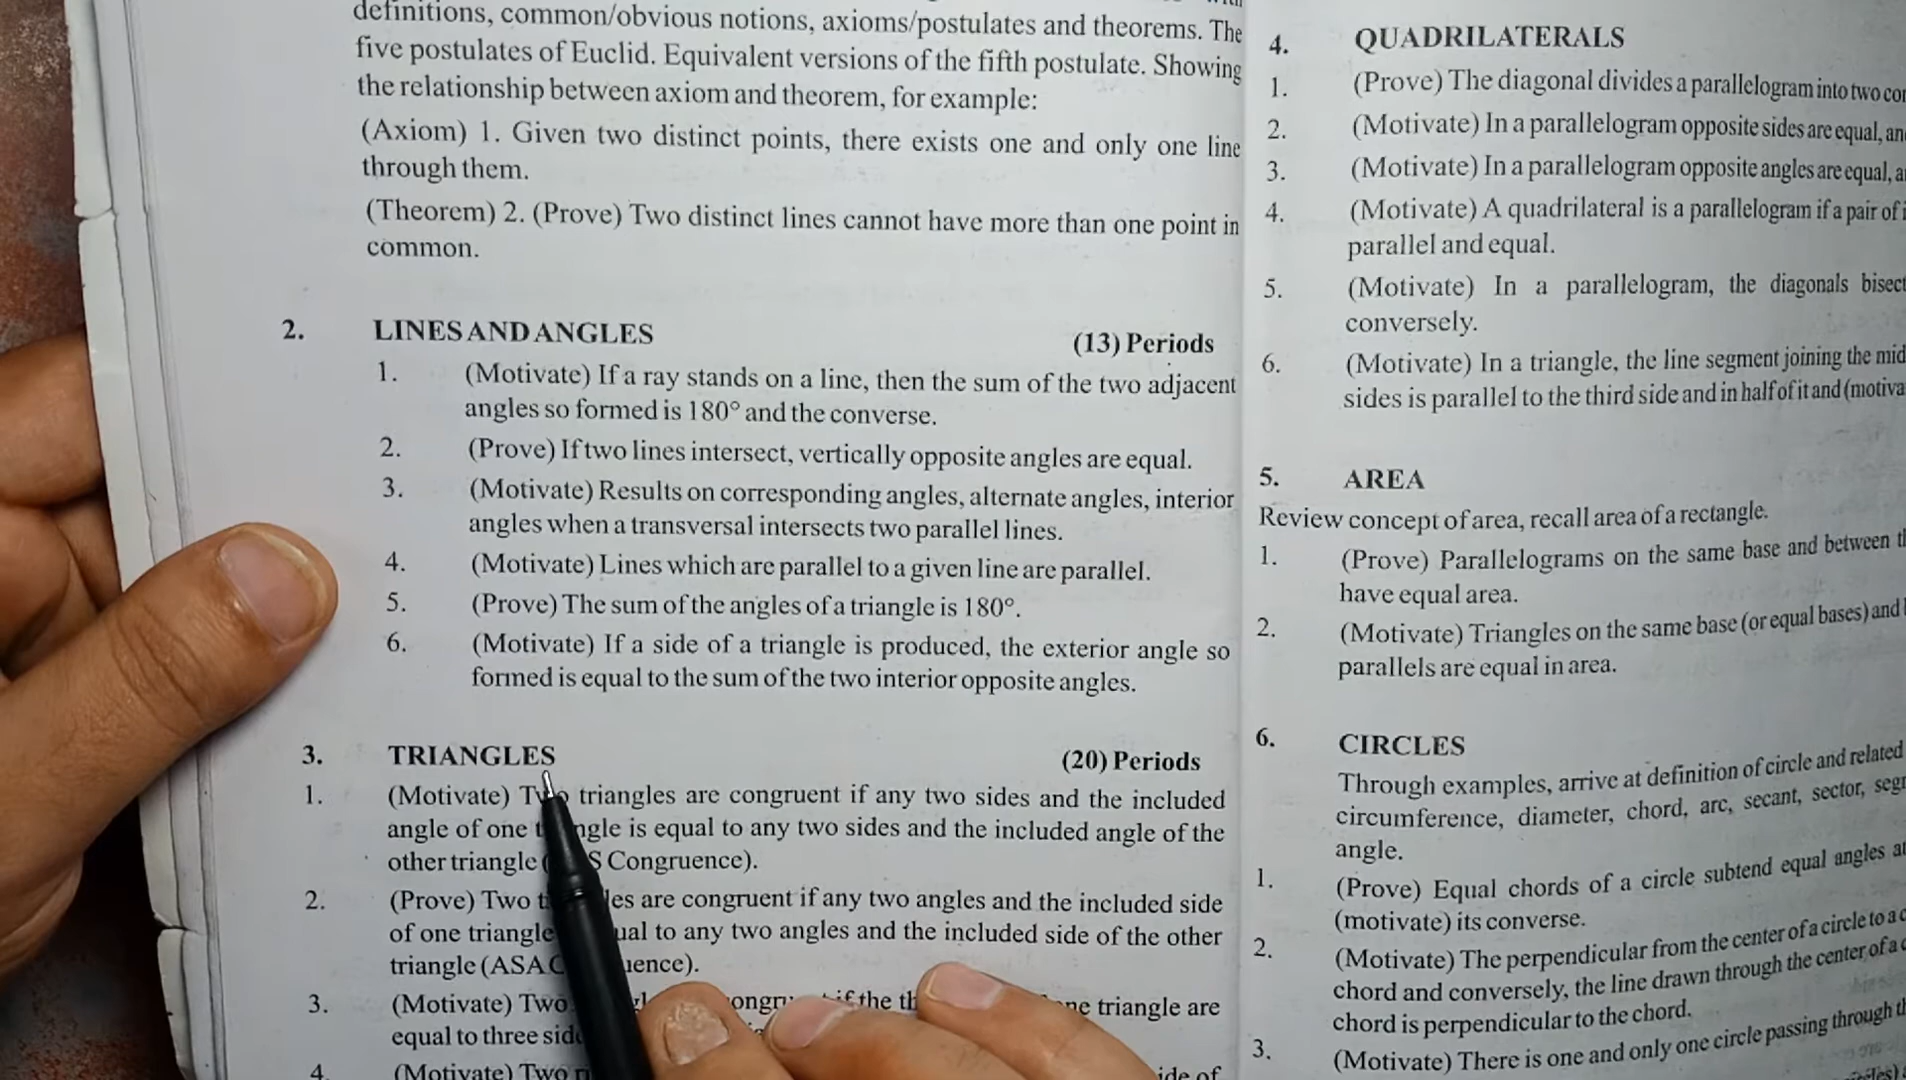 definitions, common/obvious notions, axioms/postulates and theorems. The
five postulates of Euclid. Equivalent versions of the fifth postulate. Showing
the relationship between axiom and theorem, for example:
(Axiom) 1. Given two distinct points, there exists one and only one line
through them.
(Theorem) 2. (Prove) Two distinct lines cannot have more than one point in
common.
2. LINES AND ANGLES (13) Periods
1. (Motivate) If a ray stands on a line, then the sum of the two adjacent
angles so formed is 180° and the converse.
2. (Prove) If two lines intersect, vertically opposite angles are equal.
3. (Motivate) Results on corresponding angles, alternate angles, interior
angles when a transversal intersects two parallel lines.
4. (Motivate) Lines which are parallel to a given line are parallel.
5. (Prove) The sum of the angles of a triangle is 180°.
6. (Motivate) If a side of a triangle is produced, the exterior angle so
formed is equal to the sum of the two interior opposite angles.
3. TRIANGLES (20) Periods
1. (Motivate) Two triangles are congruent if any two sides and the included
angle of one is equal to any two sides and the included angle of the
other triangle Congruence).
2. (Prove) Two are congruent if any two angles and the included side
of one triangle to any two angles and the included side of the other
triangle (ASA
3. (Motivate) Two if the one triangle are
equal to three
4. (Motivate) Two of
4. QUADRILATERALS
1. (Prove) The diagonal divides a parallelogram into two
2. (Motivate) In a parallelogram opposite sides are equal,
3. (Motivate) In a parallelogram opposite angles are equal,
4. (Motivate) A quadrilateral is a parallelogram if a pair of
parallel and equal.
5. (Motivate) In a parallelogram, the diagonals bisect
conversely.
6. (Motivate) In a triangle, the line segment joining the mid
sides is parallel to the third side and in half of it and
5. AREA
Review concept of area, recall area of a rectangle.
1. (Prove) Parallelograms on the same base and between
have equal area.
2. (Motivate) Triangles on the same base (or equal bases) and
parallels are equal in area.
6. CIRCLES
Through examples, arrive at definition of circle and related
circumference, diameter, chord, arc, secant, sector,
angle.
1. (Prove) Equal chords of a circle subtend equal angles
(motivate) its converse.
2. (Motivate) The perpendicular from the center of a circle to a
chord and conversely, the line drawn through the center of a
chord is perpendicular to the chord.
3. (Motivate) There is one and only one circle passing through